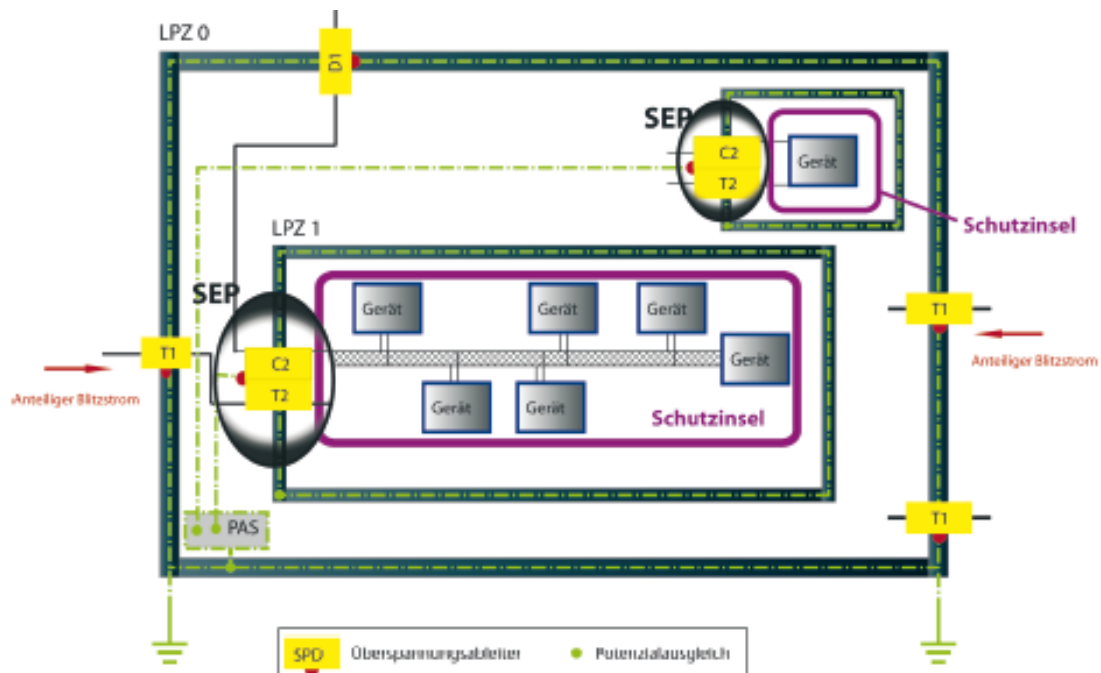 LPZ 0
D1
SEP
C2
T2
Gerät
Schutzinsel
LPZ 1
SEP
T1
C2
T2
Gerät
Gerät
Gerät
Gerät
Gerät
Gerät
Schutzinsel
T1
Anteiliger Blitzstrom
Anteiliger Blitzstrom
PAS
T1
SPD Überspannungsableiter Potenzialausgleich